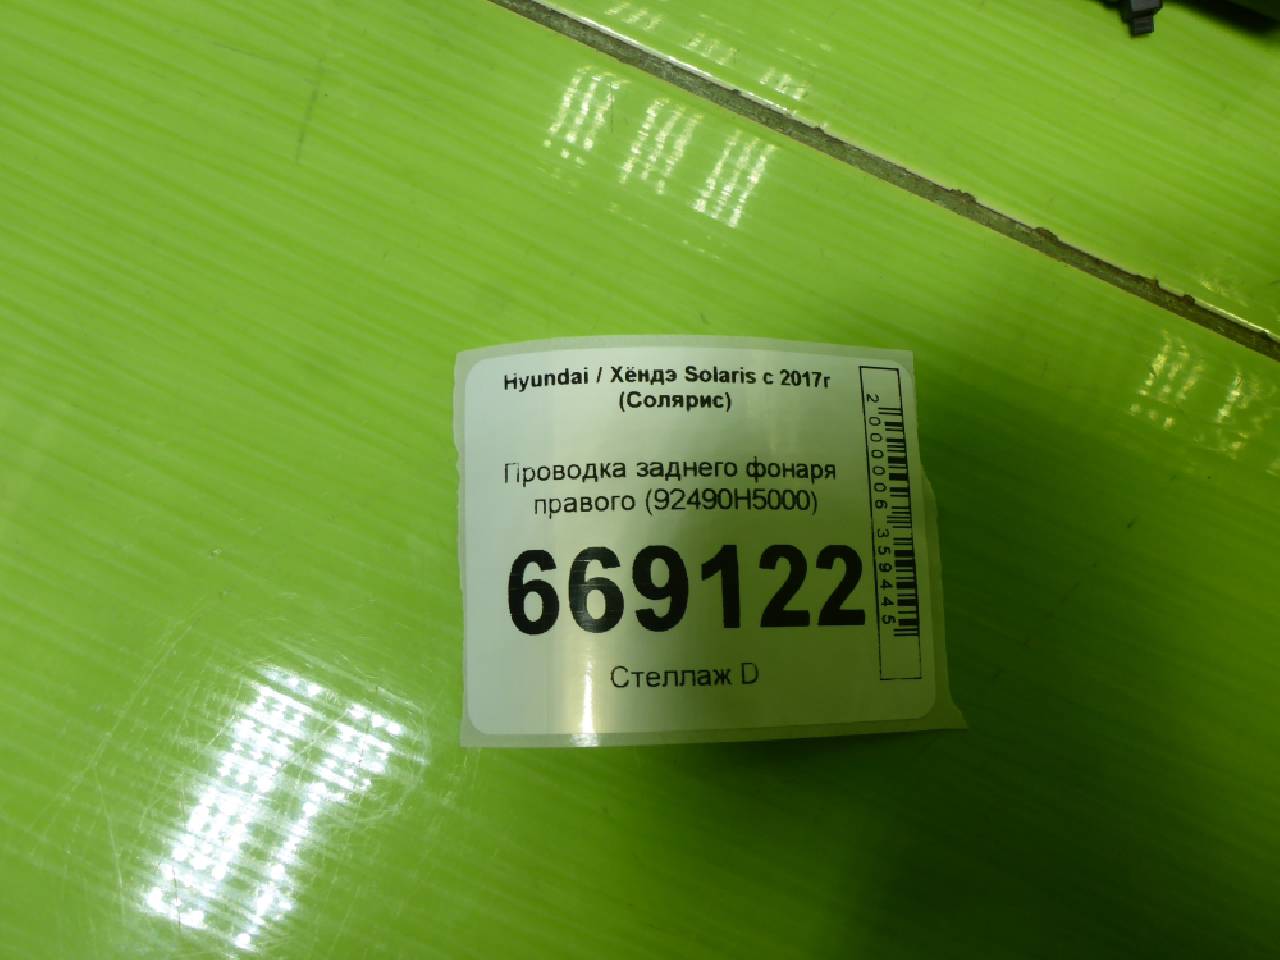 Hyundai / Хёндэ Solaris с 2017г
(Солярис)
Проводка заднего фонаря
правого (92490H5000)
669122
Стеллаж D
2000006359445